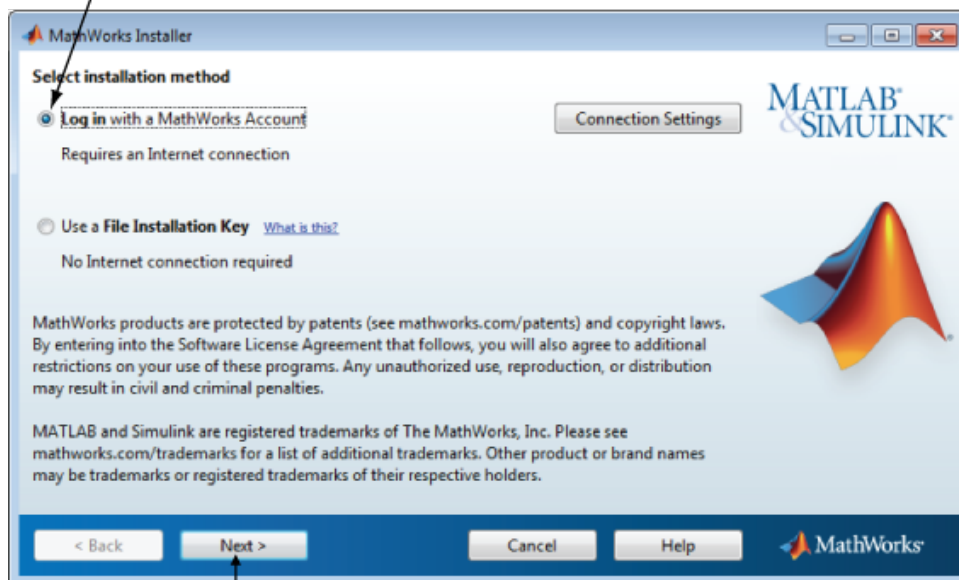 MathWorks Installer
Select installation method
Log in with a MathWorks Account
Connection Settings
Requires an Internet connection
MATLAB®
&SIMULINK®
Use a File Installation Key What is this?
No Internet connection required
MathWorks products are protected by patents (see mathworks.com/patents) and copyright laws.
By entering into the Software License Agreement that follows, you will also agree to additional
restrictions on your use of these programs. Any unauthorized use, reproduction, or distribution
may result in civil and criminal penalties.
MATLAB and Simulink are registered trademarks of The MathWorks, Inc. Please see
mathworks.com/trademarks for a list of additional trademarks. Other product or brand names
may be trademarks or registered trademarks of their respective holders.
< Back
Next >
Cancel
Help
MathWorks®